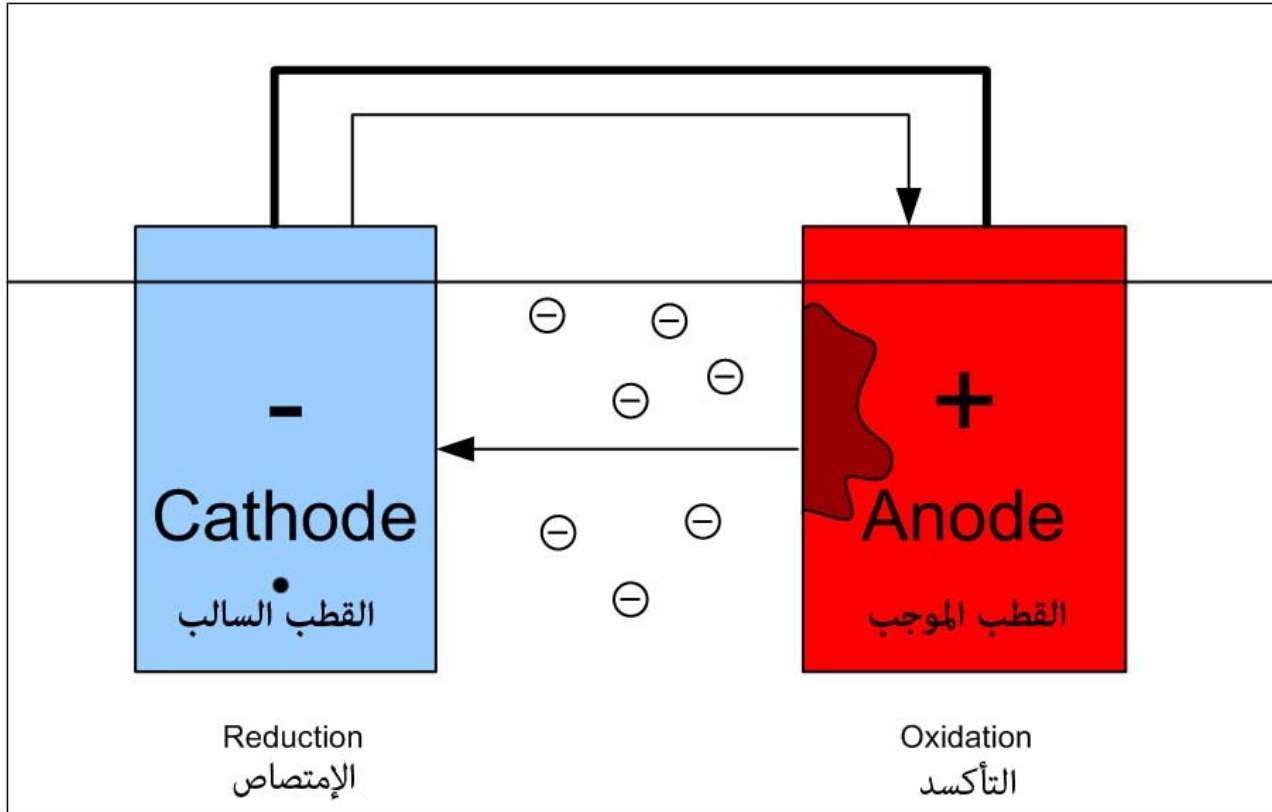 -
Cathode
القطب السالب
+
Anode
القطب الموجب
Reduction
الإمتصاص
Oxidation
التأكسد